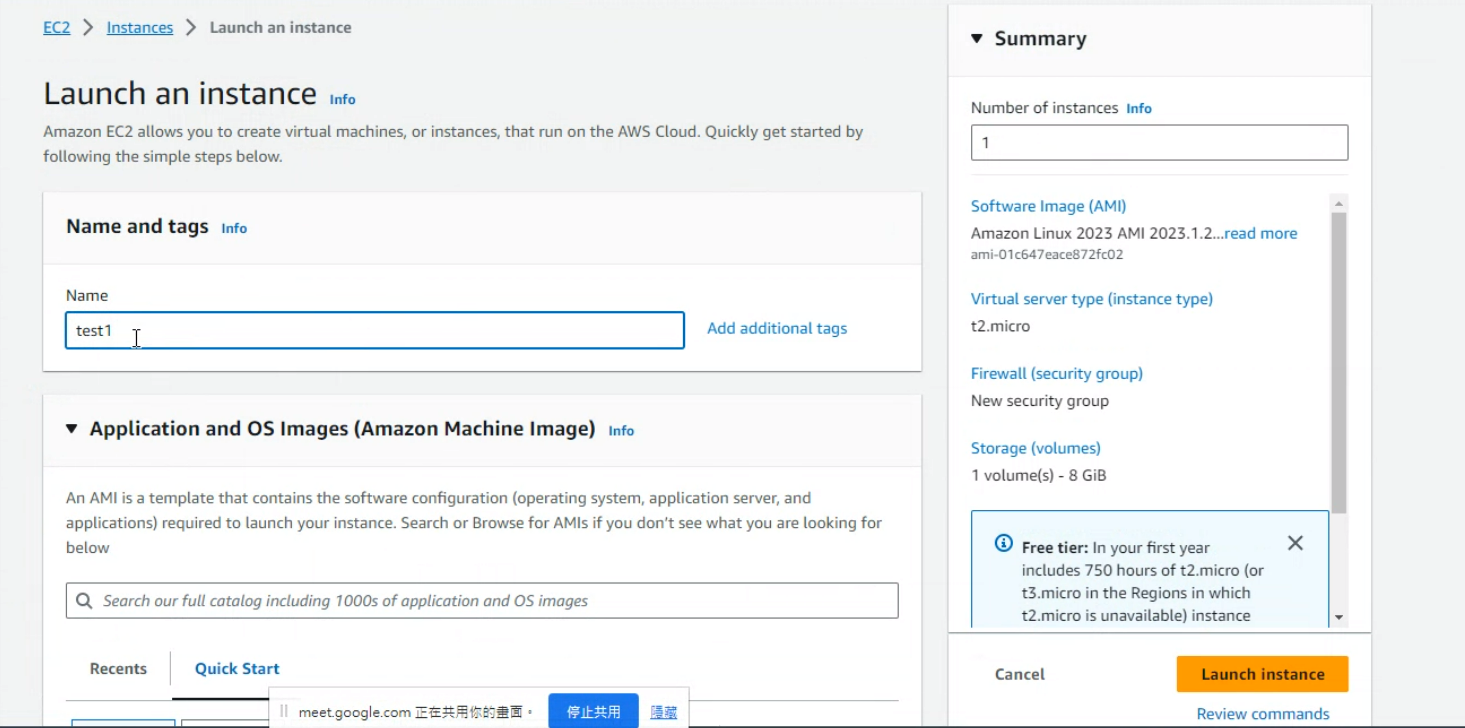 EC2 > Instances > Launch an instance
Launch an instance Info
Amazon EC2 allows you to create virtual machines, or instances, that run on the AWS Cloud. Quickly get started by
following the simple steps below.
Name and tags Info
Name
test1
Add additional tags
Application and OS Images (Amazon Machine Image) Info
An AMI is a template that contains the software configuration (operating system, application server, and
applications) required to launch your instance. Search or Browse for AMIs if you don't see what you are looking for
below
Search our full catalog including 1000s of application and OS images
Recents
Quick Start
meet.google.com 正在共用你的畫面。
停止共用
隱藏
Summary
Number of instances Info
1
Software Image (AMI)
Amazon Linux 2023 AMI 2023.1.2...read more
ami-01c647eace872fc02
Virtual server type (instance type)
t2.micro
Firewall (security group)
New security group
Storage (volumes)
1 volume(s) - 8 GiB
Free tier: In your first year
includes 750 hours of t2.micro (or
t3.micro in the Regions in which
t2.micro is unavailable) instance
Cancel
Launch instance
Review commands